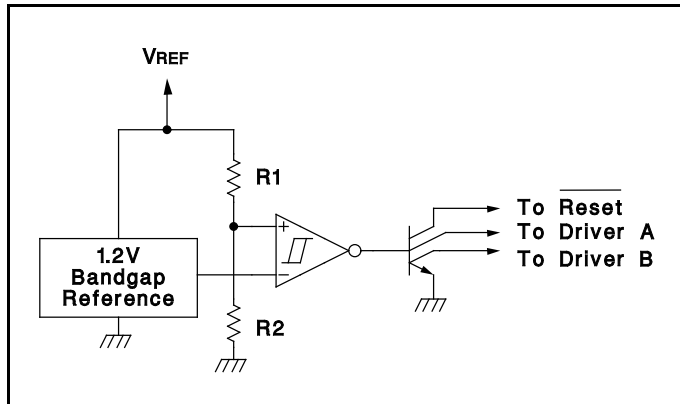 VREF
R1
+
−
1.2V
Bandgap
Reference
R2
To Reset
To Driver A
To Driver B